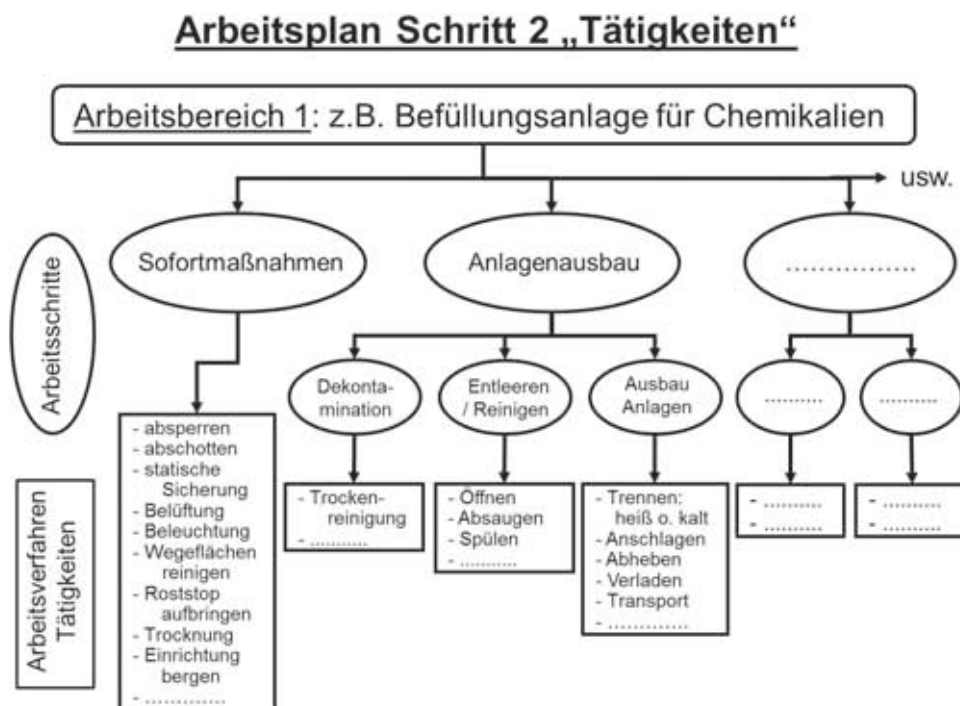 Arbeitsplan Schritt 2 „Tätigkeiten“
Arbeitsbereich 1: z.B. Befüllungsanlage für Chemikalien
usw.
Arbeitsschritte
Sofortmaßnahmen
Anlagenausbau
................
Dekonta-
mination
Entleeren
/ Reinigen
Ausbau
Anlagen
...........
...........
Arbeitsverfahren
Tätigkeiten
- absperren
- abschotten
- statische
Sicherung
- Belüftung
- Beleuchtung
- Wegeflächen
reinigen
- Roststop
aufbringen
- Trocknung
- Einrichtung
bergen
- .............
- Trocken-
reinigung
- ...........
- Öffnen
- Absaugen
- Spülen
- ...........
- Trennen:
heiß o. kalt
- Anschlagen
- Abheben
- Verladen
- Transport
- .............
- ..........
- ..........
- ..........
- ..........